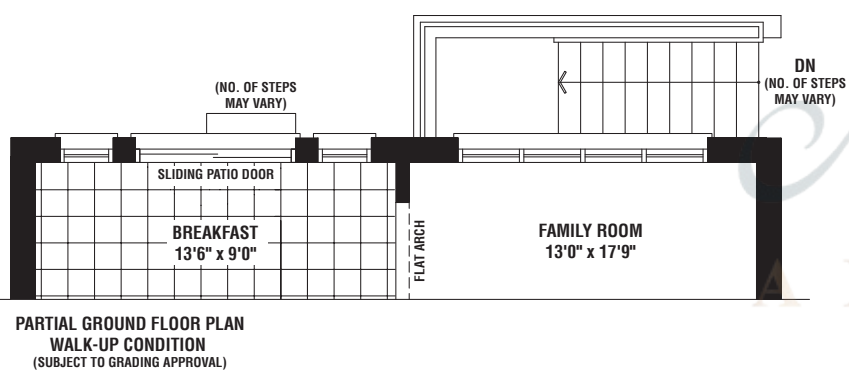 DN
(NO. OF STEPS
MAY VARY)
(NO. OF STEPS
MAY VARY)
SLIDING PATIO DOOR
BREAKFAST
13'6" x 9'0"
FLAT ARCH
FAMILY ROOM
13'0" x 17'9"
PARTIAL GROUND FLOOR PLAN
WALK-UP CONDITION
(SUBJECT TO GRADING APPROVAL)